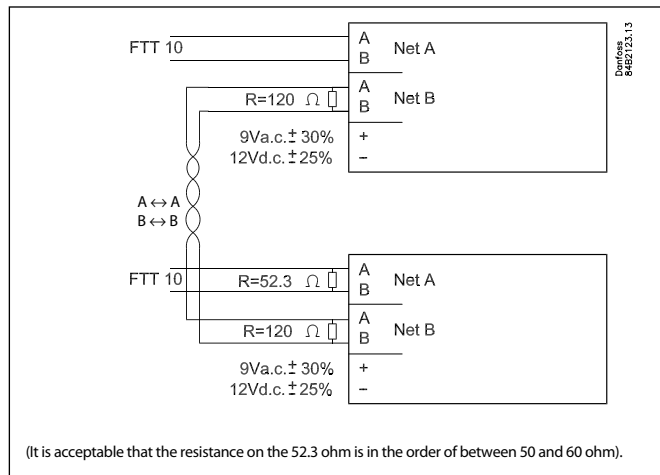 FTT 10
A
B
Net A
A
B
Net B
R=120 Ω
9Va.c.± 30%
12Vd.c.± 25%
+
–
Danfoss
84B2123.13
A ↔ A
B ↔ B
FTT 10
R=52.3 Ω
A
B
Net A
R=120 Ω
A
B
Net B
9Va.c.± 30%
12Vd.c.± 25%
+
–
(It is acceptable that the resistance on the 52.3 ohm is in the order of between 50 and 60 ohm).